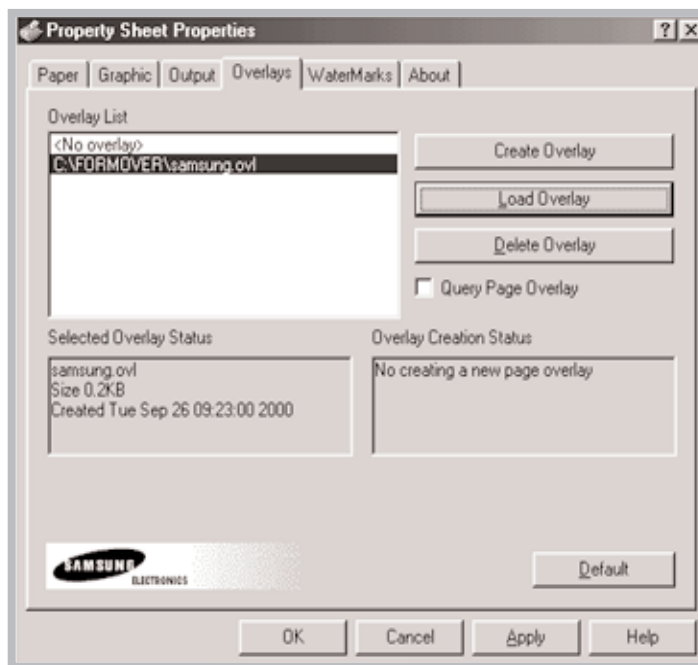 Property Sheet Properties
Paper Graphic Output Overlays WaterMarks About
Overlay List
<No overlay>
C:\FORMOVER\samsung.ovl
Create Overlay
Load Overlay
Delete Overlay
Query Page Overlay
Selected Overlay Status
samsung.ovl
Size 0.2KB
Created Tue Sep 26 09:23:00 2000
Overlay Creation Status
No creating a new page overlay
SAMSUNG
ELECTRONICS
Default
OK Cancel Apply Help